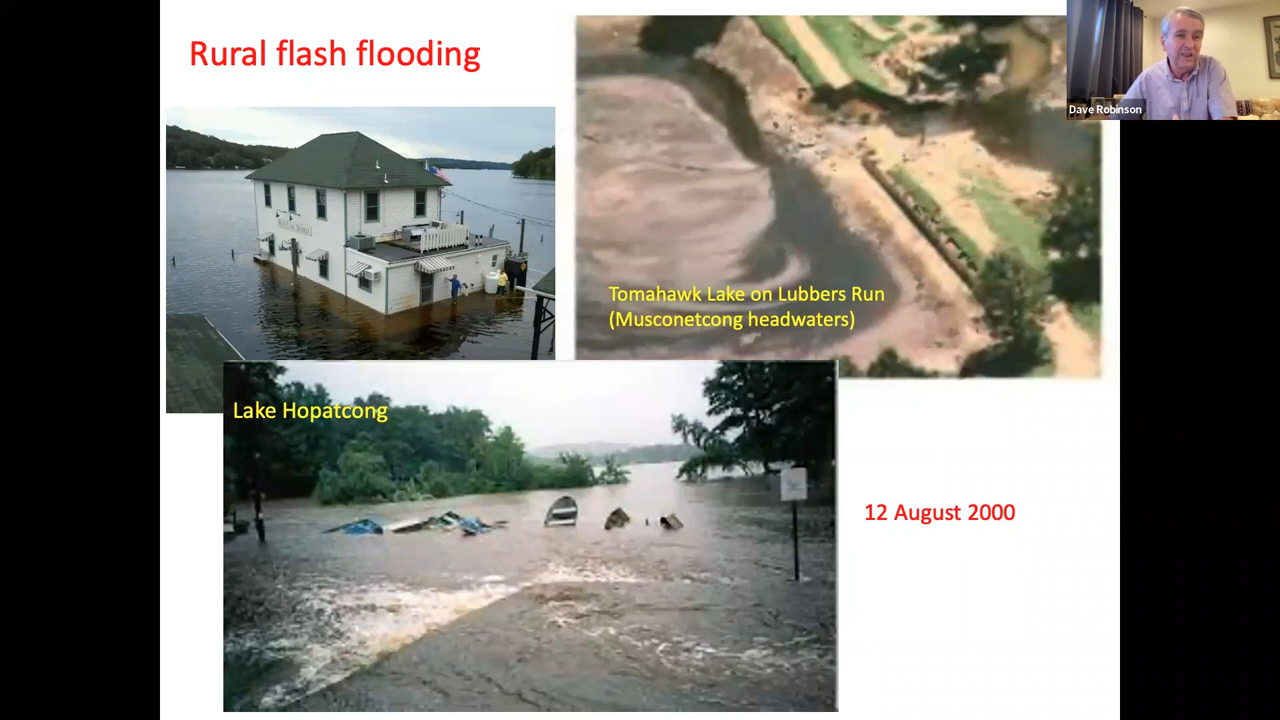 Rural flash flooding
Dave Robinson
Tomahawk Lake on Lubbers Run
(Musconetcong headwaters)
Lake Hopatcong
12 August 2000